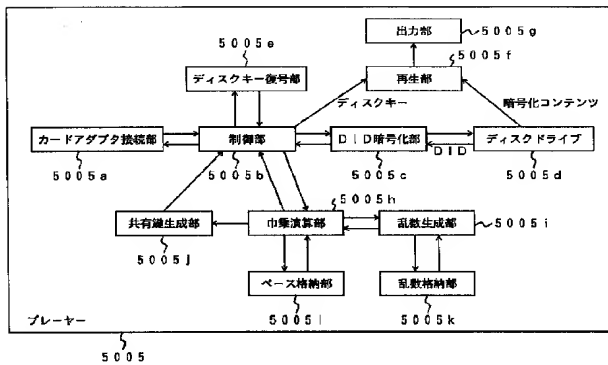 出力部
5005g
5005e
5005f
ディスクキー復号部
再生部
ディスクキー
暗号化コンテンツ
カードアダプタ接続部
制御部
DID暗号化部
ディスクドライブ
DID
5005a
5005b
5005c
5005d
5005h
共有鍵生成部
巾乗演算部
乱数生成部
5005i
5005j
ベース格納部
乱数格納部
プレーヤー
5005l
5005k
5005